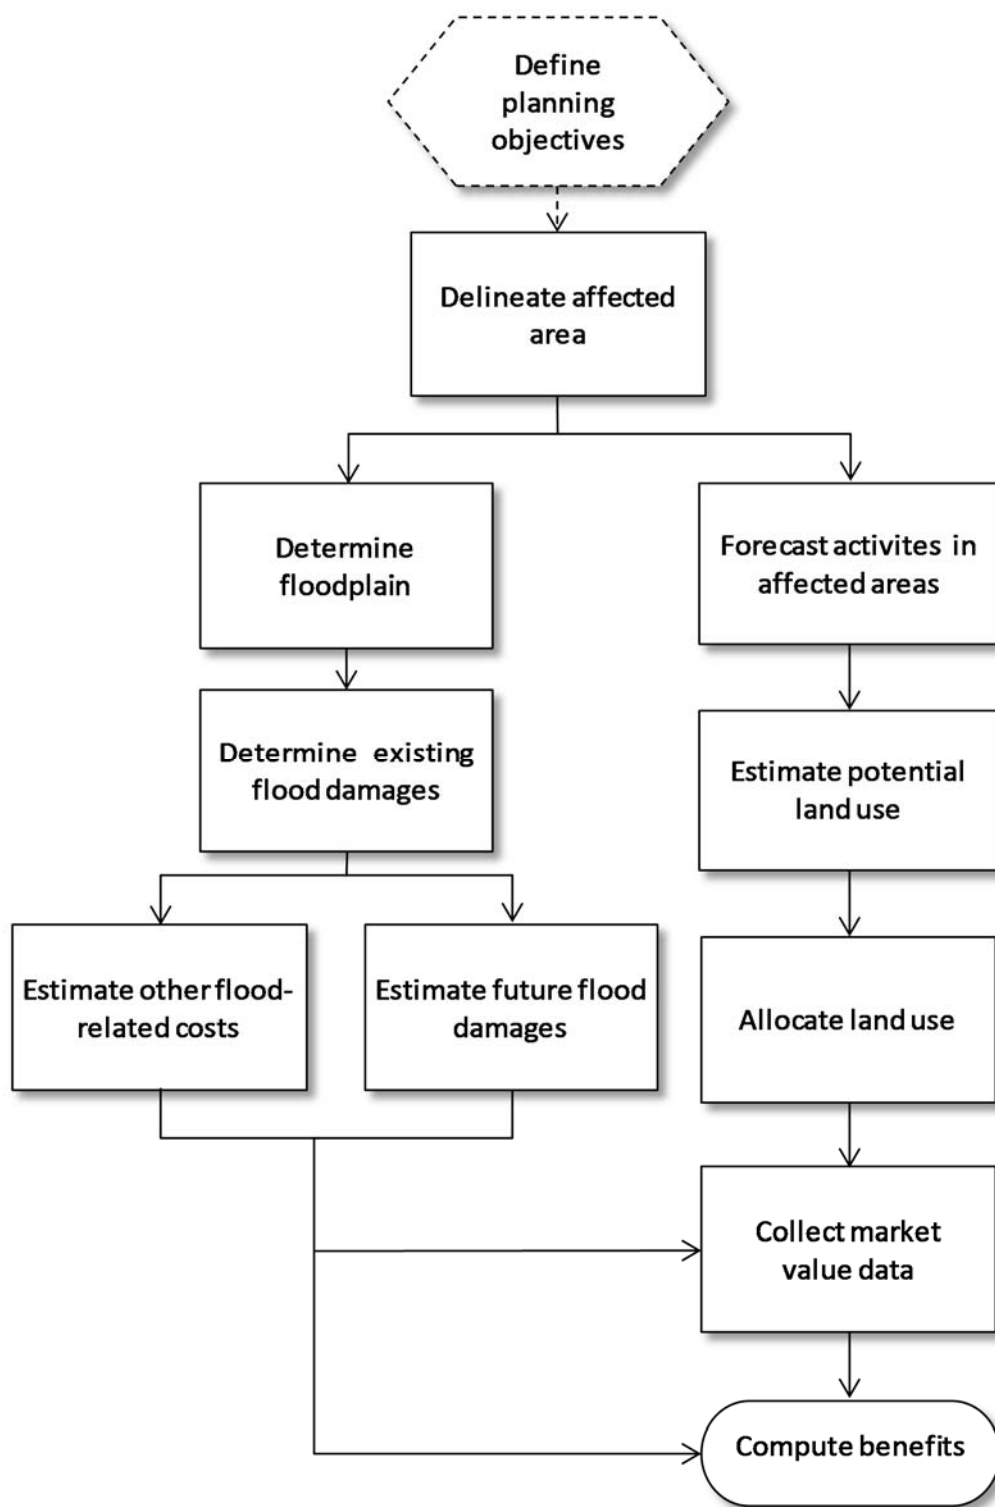 Define
planning
objectives
Delineate affected
area
Determine
floodplain
Forecast activites in
affected areas
Determine existing
flood damages
Estimate potential
land use
Estimate other flood-
related costs
Estimate future flood
damages
Allocate land use
Collect market
value data
Compute benefits